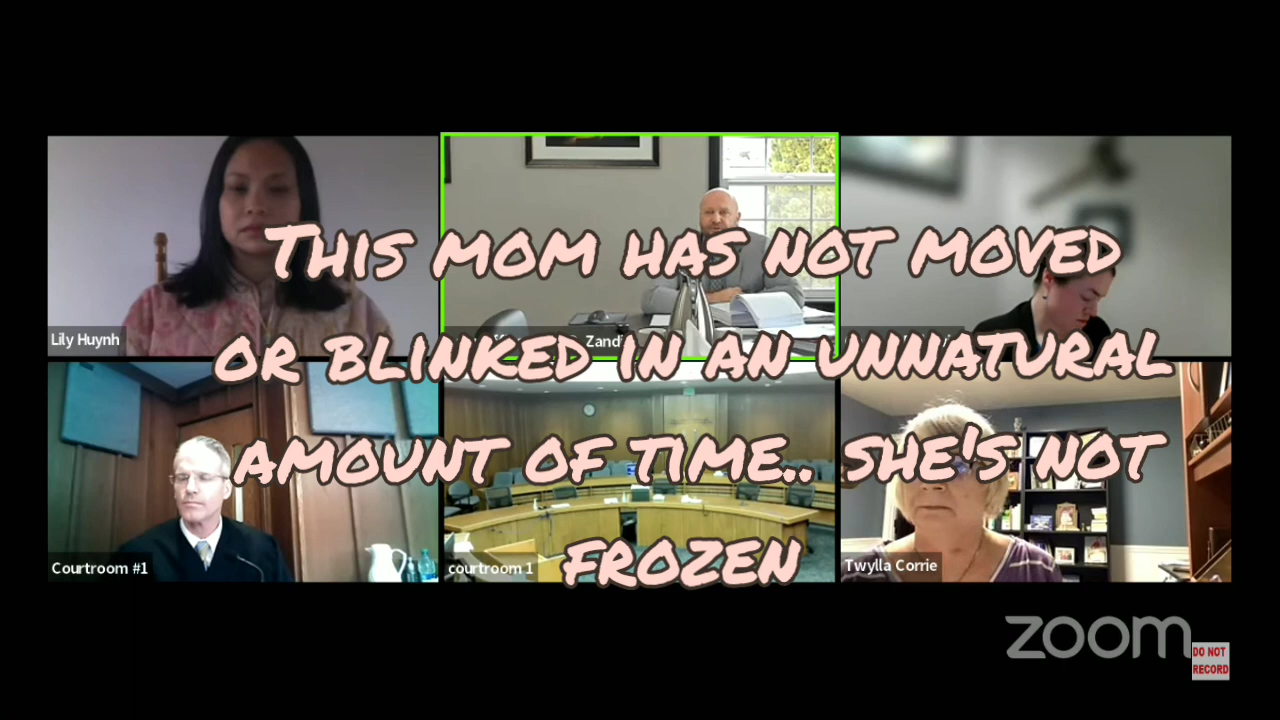 This mom has not moved
or blinked in an unnatural
amount of time.. she's not
frozen
Lily Huynh
Zandi
Courtroom #1
courtroom 1
Twylla Corrie
zoom
DO NOT
RECORD